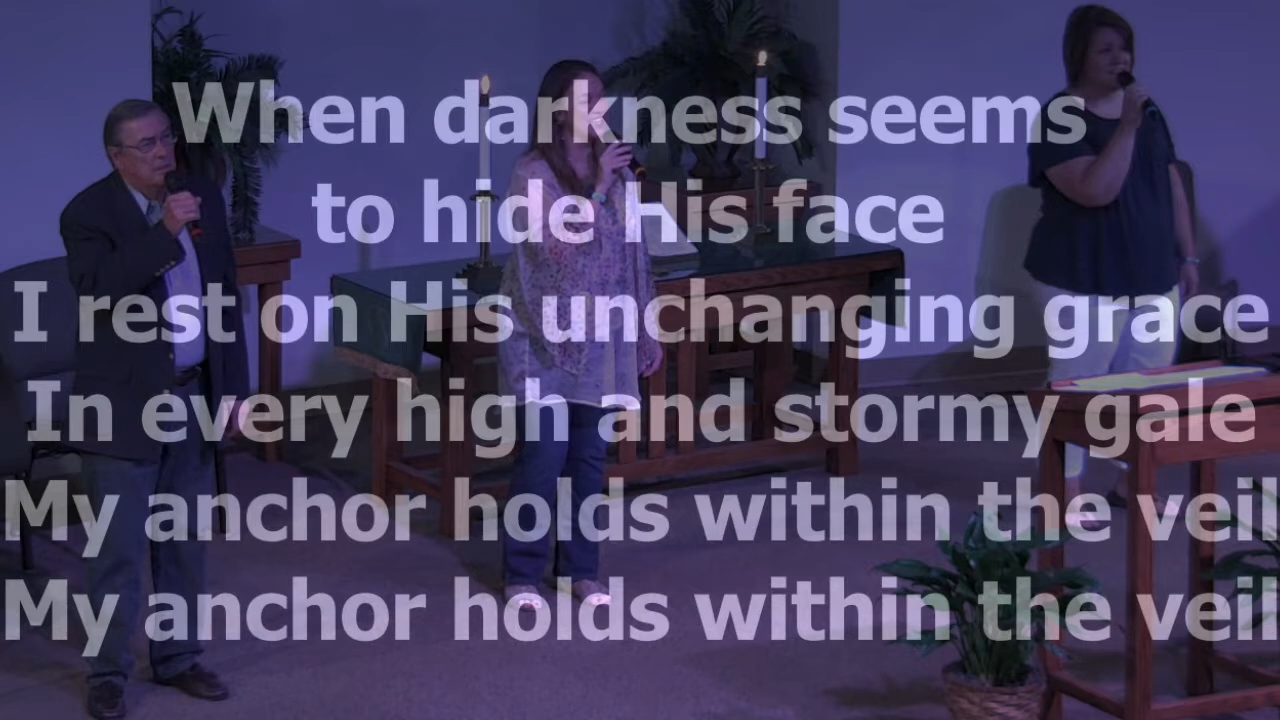 When darkness seems
to hide His face
I rest on His unchanging grace
In every high and stormy gale
My anchor holds within the veil
My anchor holds within the veil